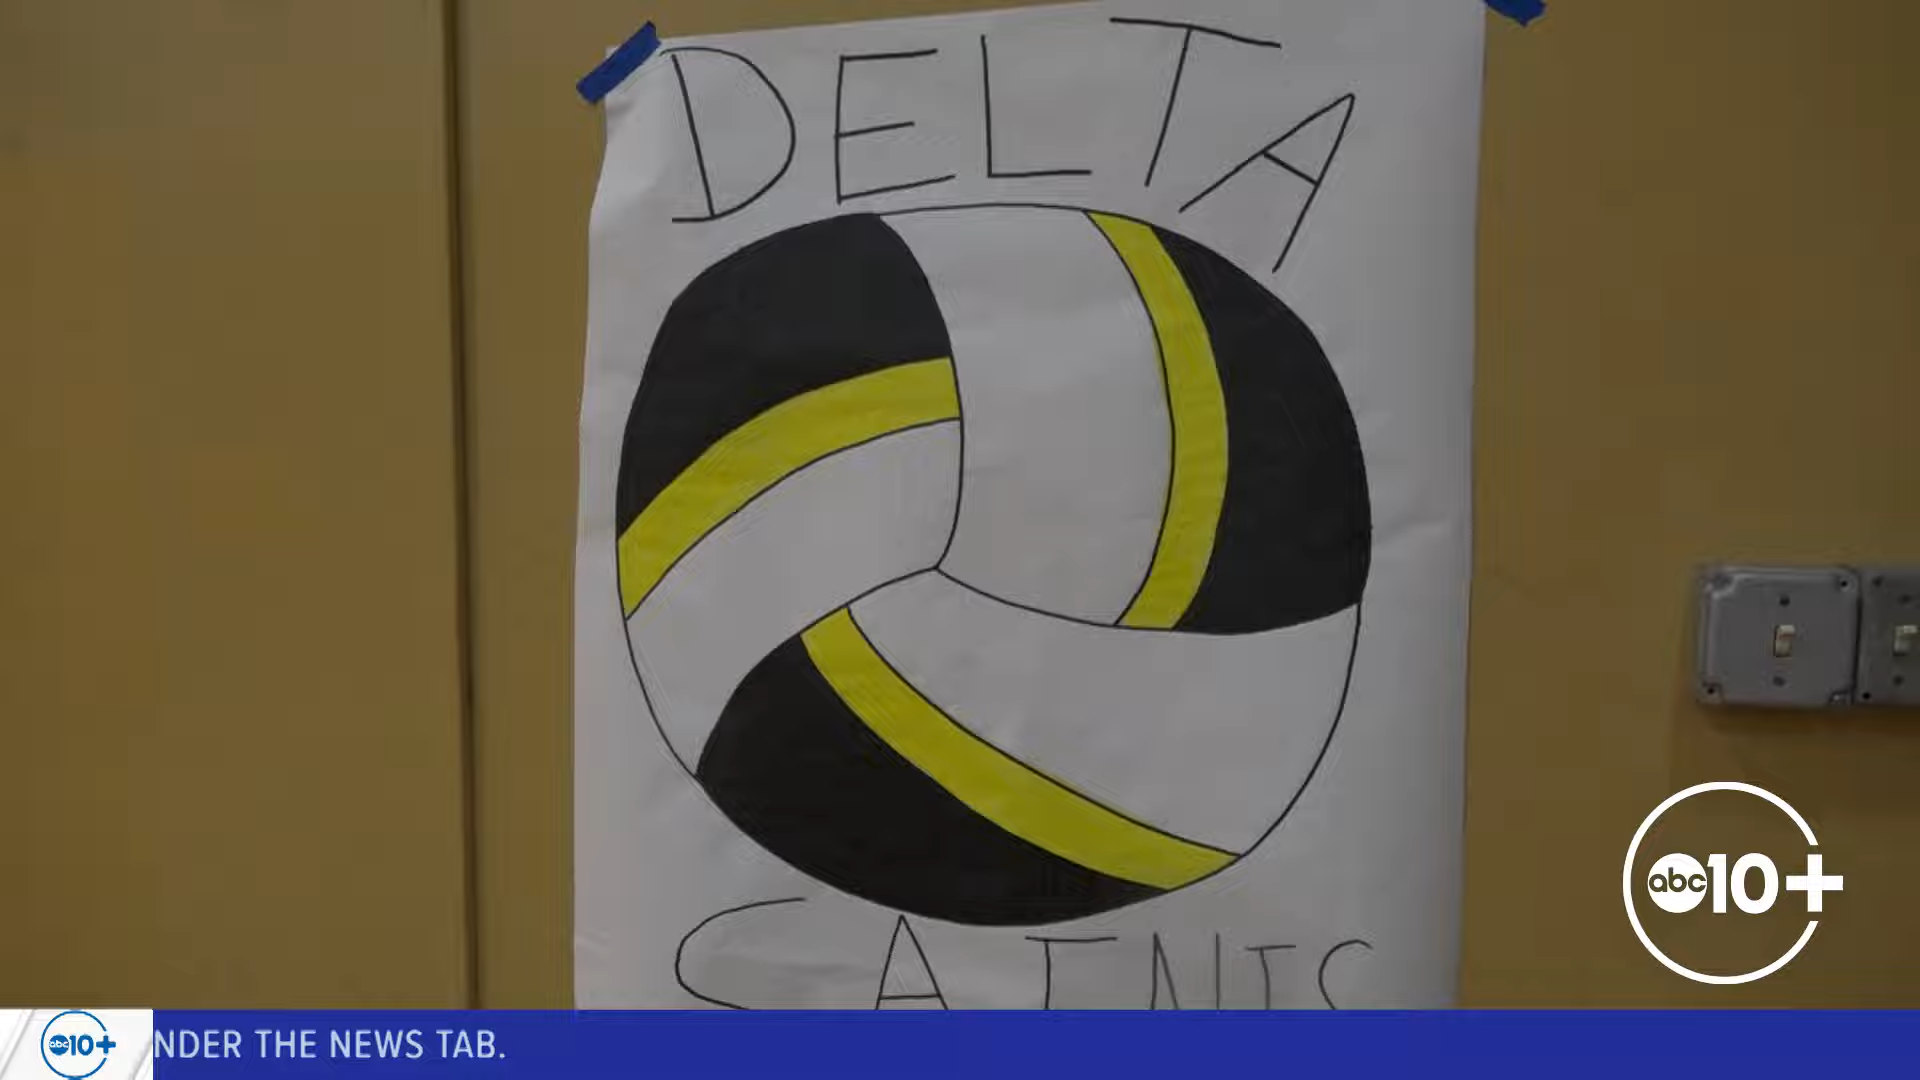 DELTA
SAINTS
abc10+
abc10+ NDER THE NEWS TAB.